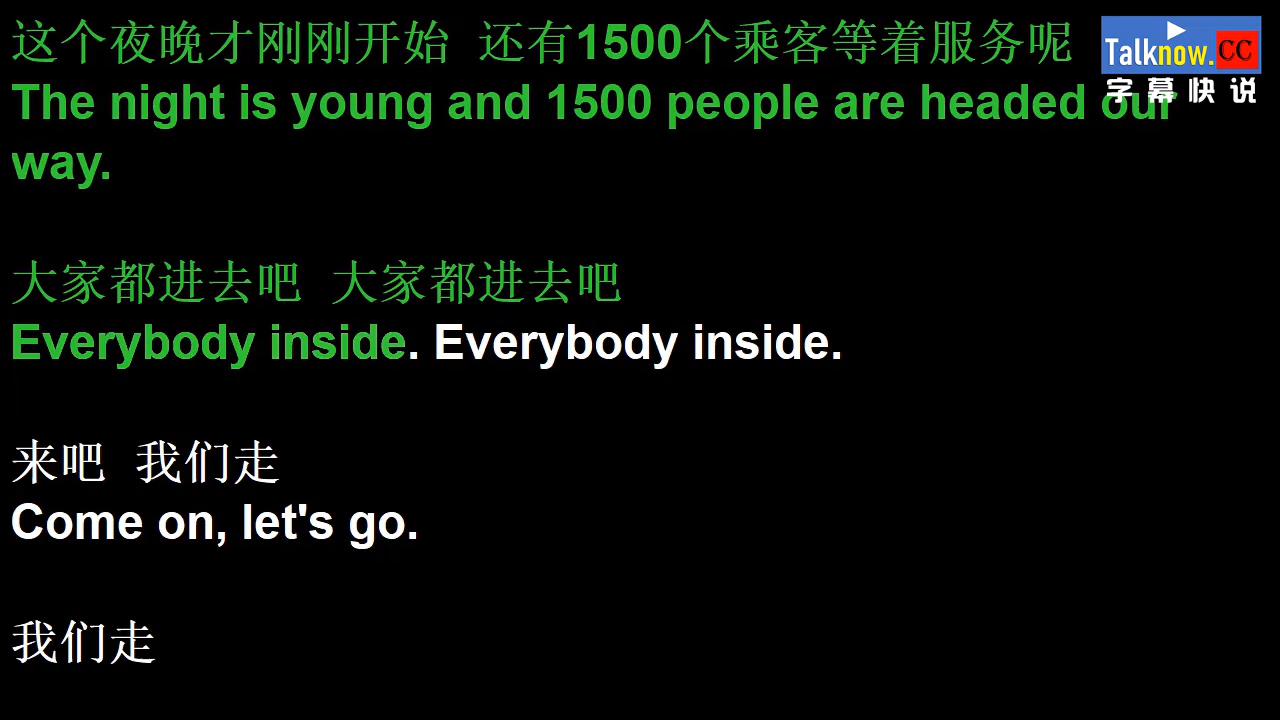 这个夜晚才刚刚开始 还有1500个乘客等着服务呢
The night is young and 1500 people are headed our
way.
Talknow.CC
字幕快说
大家都进去吧 大家都进去吧
Everybody inside. Everybody inside.
来吧 我们走
Come on, let's go.
我们走